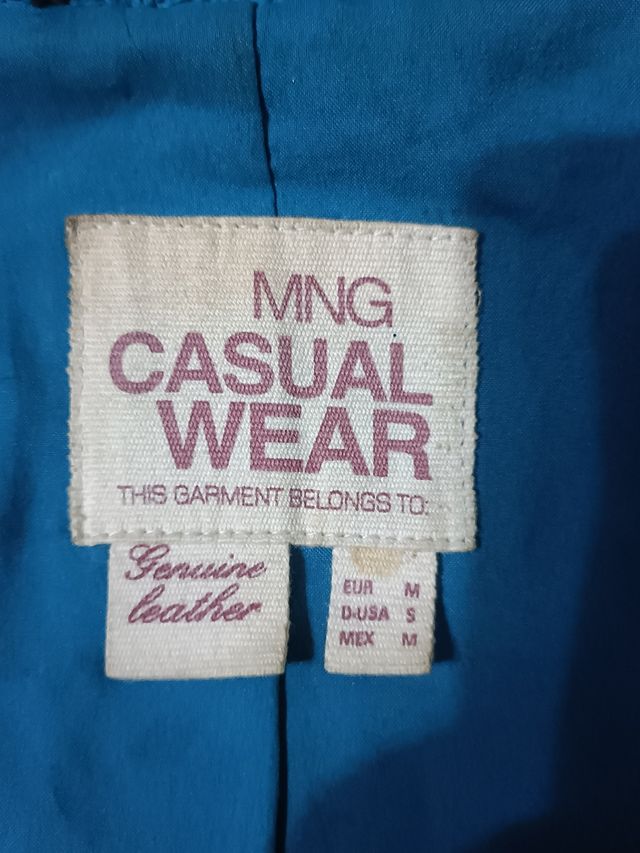 MNG
CASUAL
WEAR
THIS GARMENT BELONGS TO:
Genuine
leather
EUR M
D-USA S
MEX M